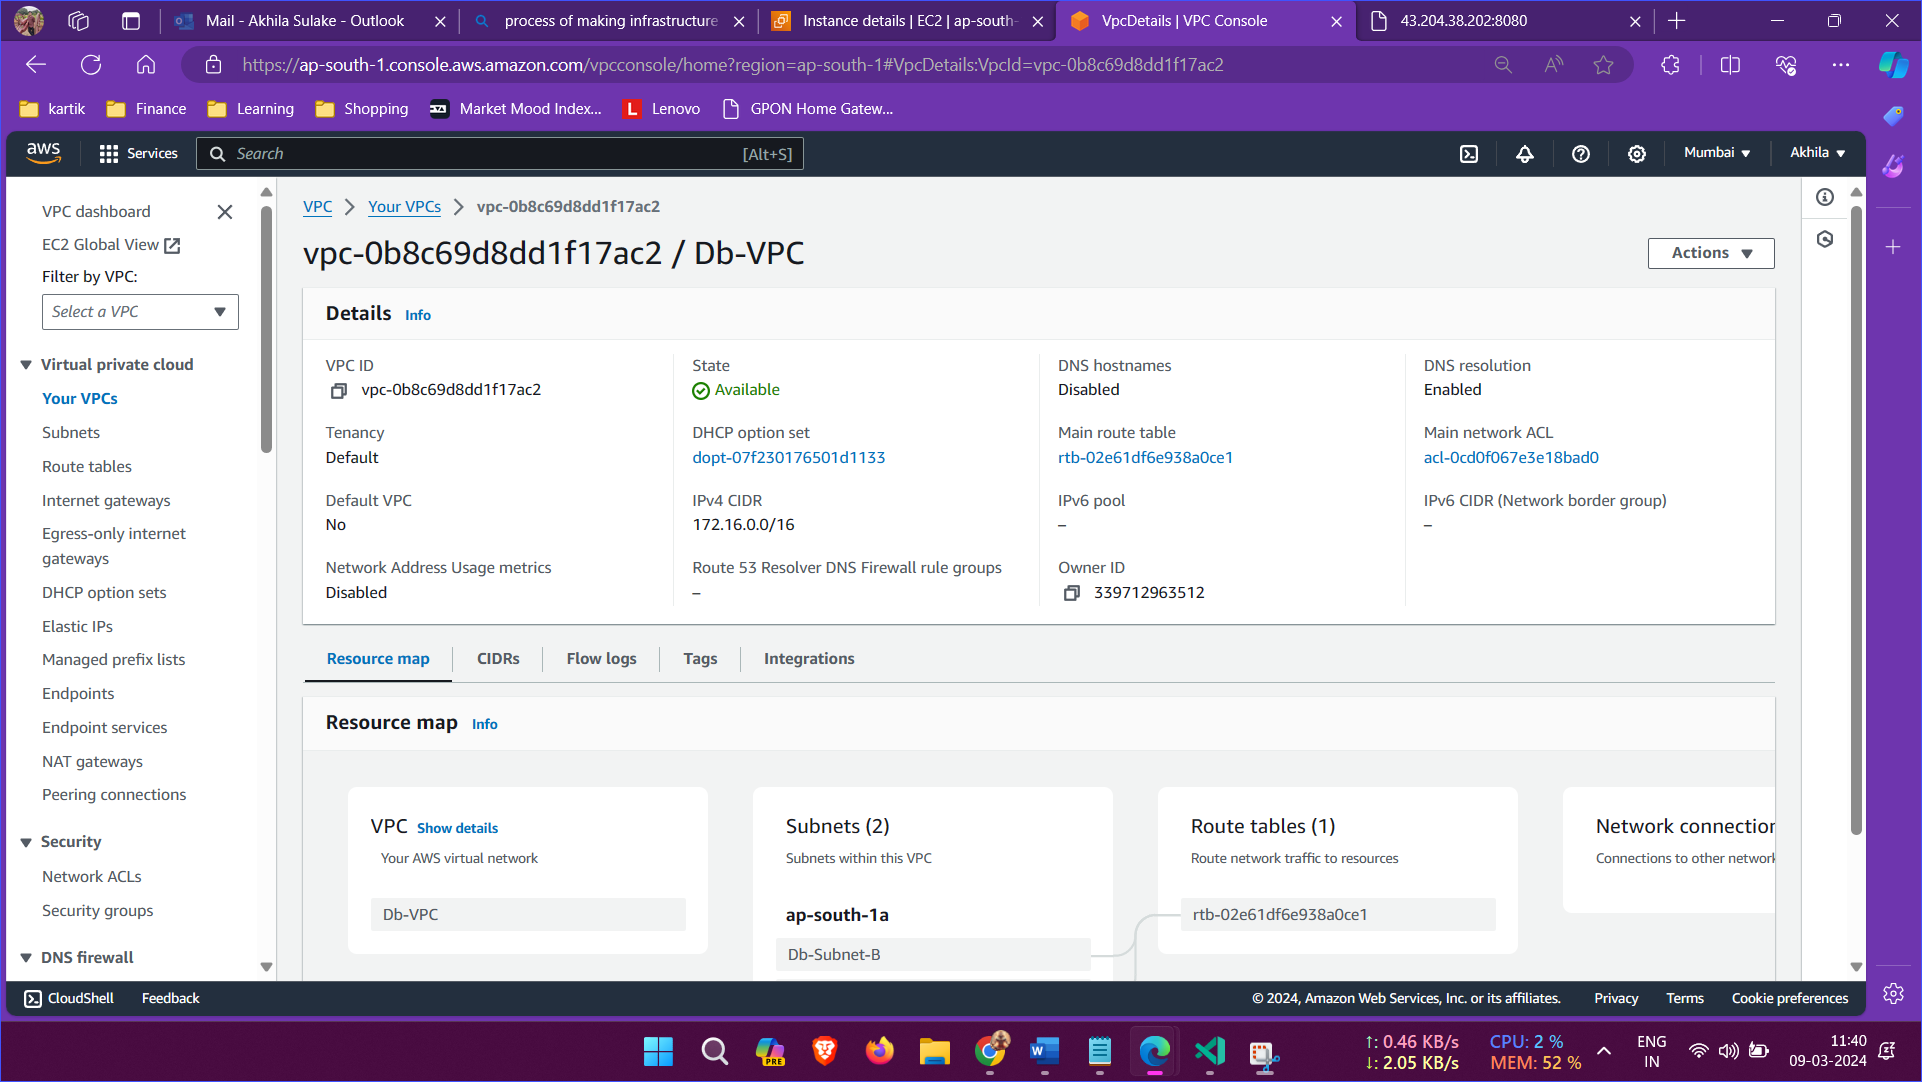 Mail - Akhila Sulake - Outlook
process of making infrastructure
Instance details | EC2 | ap-south-
VpcDetails | VPC Console
43.204.38.202:8080
https://ap-south-1.console.aws.amazon.com/vpcconsole/home?region=ap-south-1#VpcDetails:VpcId=vpc-0b8c69d8dd1f17ac2
kartik
Finance
Learning
Shopping
Market Mood Index...
Lenovo
GPON Home Gatew...
aws
Services
Search
[Alt+S]
Mumbai
Akhila
VPC dashboard
EC2 Global View
Filter by VPC:
Select a VPC
Virtual private cloud
Your VPCs
Subnets
Route tables
Internet gateways
Egress-only internet
gateways
DHCP option sets
Elastic IPs
Managed prefix lists
Endpoints
Endpoint services
NAT gateways
Peering connections
Security
Network ACLs
Security groups
DNS firewall
VPC
Your VPCs
vpc-0b8c69d8dd1f17ac2
vpc-0b8c69d8dd1f17ac2 / Db-VPC
Actions
Details Info
VPC ID
vpc-0b8c69d8dd1f17ac2
State
Available
DNS hostnames
Disabled
DNS resolution
Enabled
Tenancy
Default
DHCP option set
dopt-07f230176501d1133
Main route table
rtb-02e61df6e938a0ce1
Main network ACL
acl-0cd0f067e3e18bad0
Default VPC
No
IPv4 CIDR
172.16.0.0/16
IPv6 pool
–
IPv6 CIDR (Network border group)
–
Network Address Usage metrics
Disabled
Route 53 Resolver DNS Firewall rule groups
–
Owner ID
339712963512
Resource map
CIDRs
Flow logs
Tags
Integrations
Resource map Info
VPC Show details
Your AWS virtual network
Db-VPC
Subnets (2)
Subnets within this VPC
ap-south-1a
Db-Subnet-B
Route tables (1)
Route network traffic to resources
rtb-02e61df6e938a0ce1
Network connection
Connections to other network
CloudShell
Feedback
© 2024, Amazon Web Services, Inc. or its affiliates.
Privacy
Terms
Cookie preferences
PRE
↑: 0.46 KB/s
↓: 2.05 KB/s
CPU: 2 %
MEM: 52 %
ENG
IN
11:40
09-03-2024